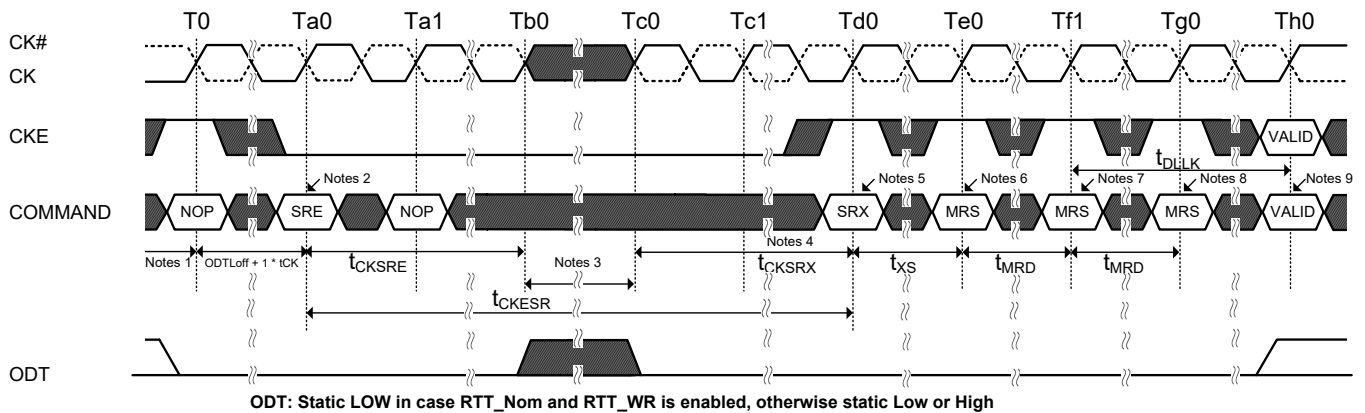 T0 Ta0 Ta1 Tb0 Tc0 Tc1 Td0 Te0 Tf1 Tg0 Th0
CK#
CK
CKE VALID
tDLLK
Notes 2 Notes 5 Notes 6 Notes 7 Notes 8 Notes 9
COMMAND NOP SRE NOP SRX MRS MRS MRS VALID
Notes 1 ODTLoff + 1 * tCK tCKSRE Notes 3 Notes 4 tCKSRX tXS tMRD tMRD
tCKESR
ODT
ODT: Static LOW in case RTT_Nom and RTT_WR is enabled, otherwise static Low or High